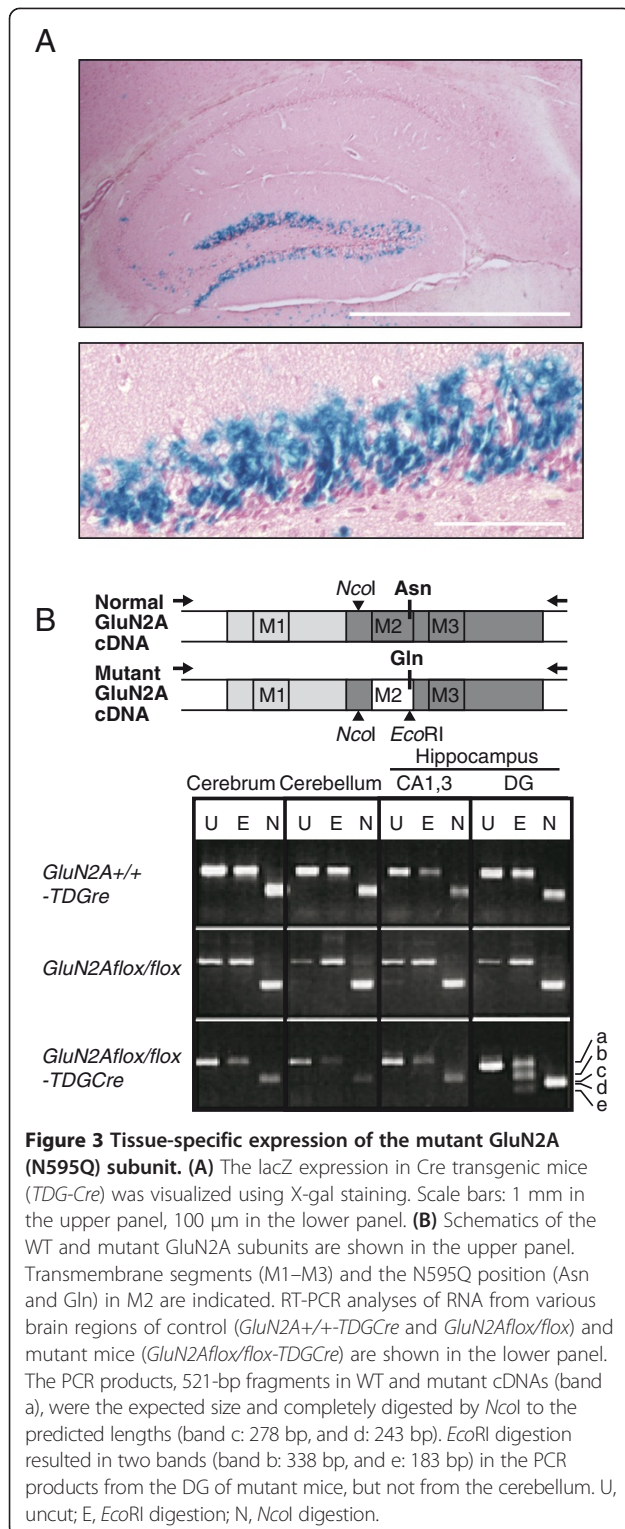 A
B
NcoI Asn
Normal GluN2A cDNA
M1 M2 M3
Gln
Mutant GluN2A cDNA
M1 M2 M3
NcoI EcoRI
Hippocampus
Cerebrum Cerebellum CA1,3 DG
U E N U E N U E N U E N
GluN2A+/+
-TDGre
GluN2Aflox/flox
GluN2Aflox/flox
-TDGCre
a
b
c
d
e
Figure 3 Tissue-specific expression of the mutant GluN2A
(N595Q) subunit. (A) The lacZ expression in Cre transgenic mice
(TDG-Cre) was visualized using X-gal staining. Scale bars: 1 mm in
the upper panel, 100 μm in the lower panel. (B) Schematics of the
WT and mutant GluN2A subunits are shown in the upper panel.
Transmembrane segments (M1–M3) and the N595Q position (Asn
and Gln) in M2 are indicated. RT-PCR analyses of RNA from various
brain regions of control (GluN2A+/+-TDGCre and GluN2Aflox/flox) and
mutant mice (GluN2Aflox/flox-TDGCre) are shown in the lower panel.
The PCR products, 521-bp fragments in WT and mutant cDNAs (band
a), were the expected size and completely digested by NcoI to the
predicted lengths (band c: 278 bp, and d: 243 bp). EcoRI digestion
resulted in two bands (band b: 338 bp, and e: 183 bp) in the PCR
products from the DG of mutant mice, but not from the cerebellum. U,
uncut; E, EcoRI digestion; N, NcoI digestion.